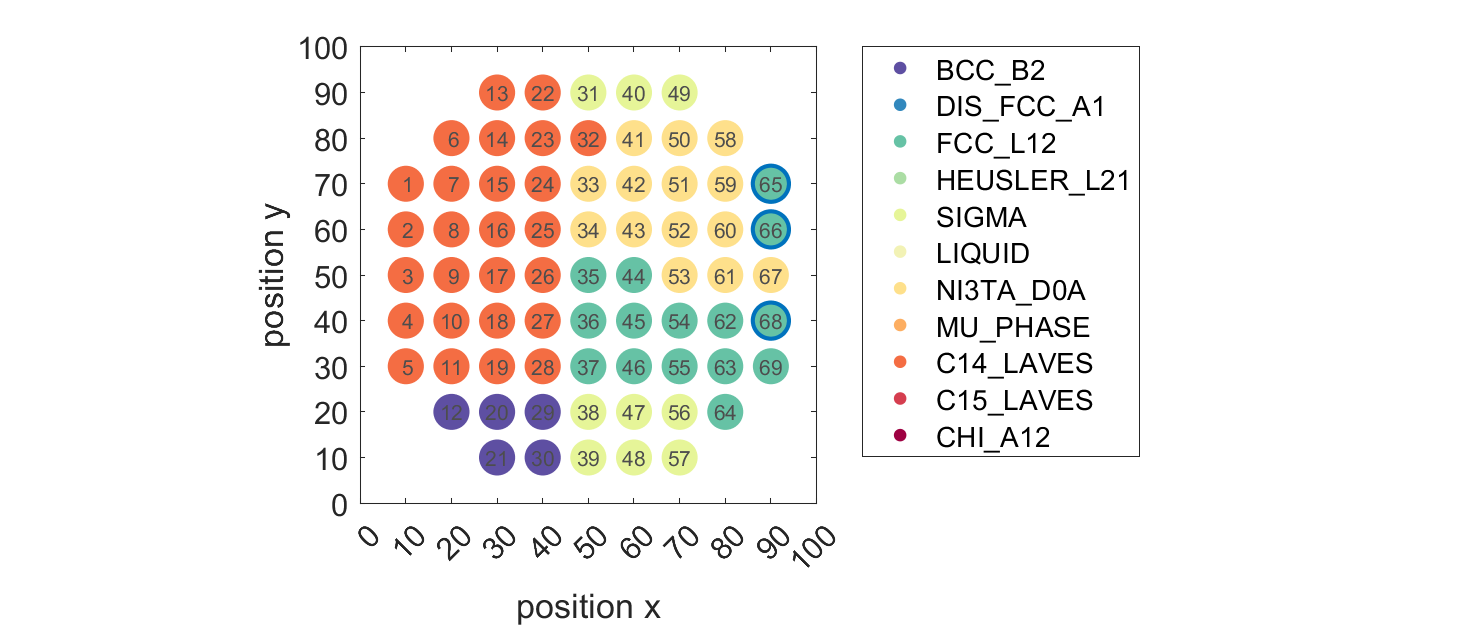 100
90
80
70
60
50
40
30
20
10
0
position y
13 22 31 40 49
6 14 23 32 41 50 58
1 7 15 24 33 42 51 59 65
2 8 16 25 34 43 52 60 66
3 9 17 26 35 44 53 61 67
4 10 18 27 36 45 54 62 68
5 11 19 28 37 46 55 63 69
12 20 29 38 47 56 64
21 30 39 48 57
0 10 20 30 40 50 60 70 80 90 100
position x
BCC_B2
DIS_FCC_A1
FCC_L12
HEUSLER_L21
SIGMA
LIQUID
NI3TA_D0A
MU_PHASE
C14_LAVES
C15_LAVES
CHI_A12